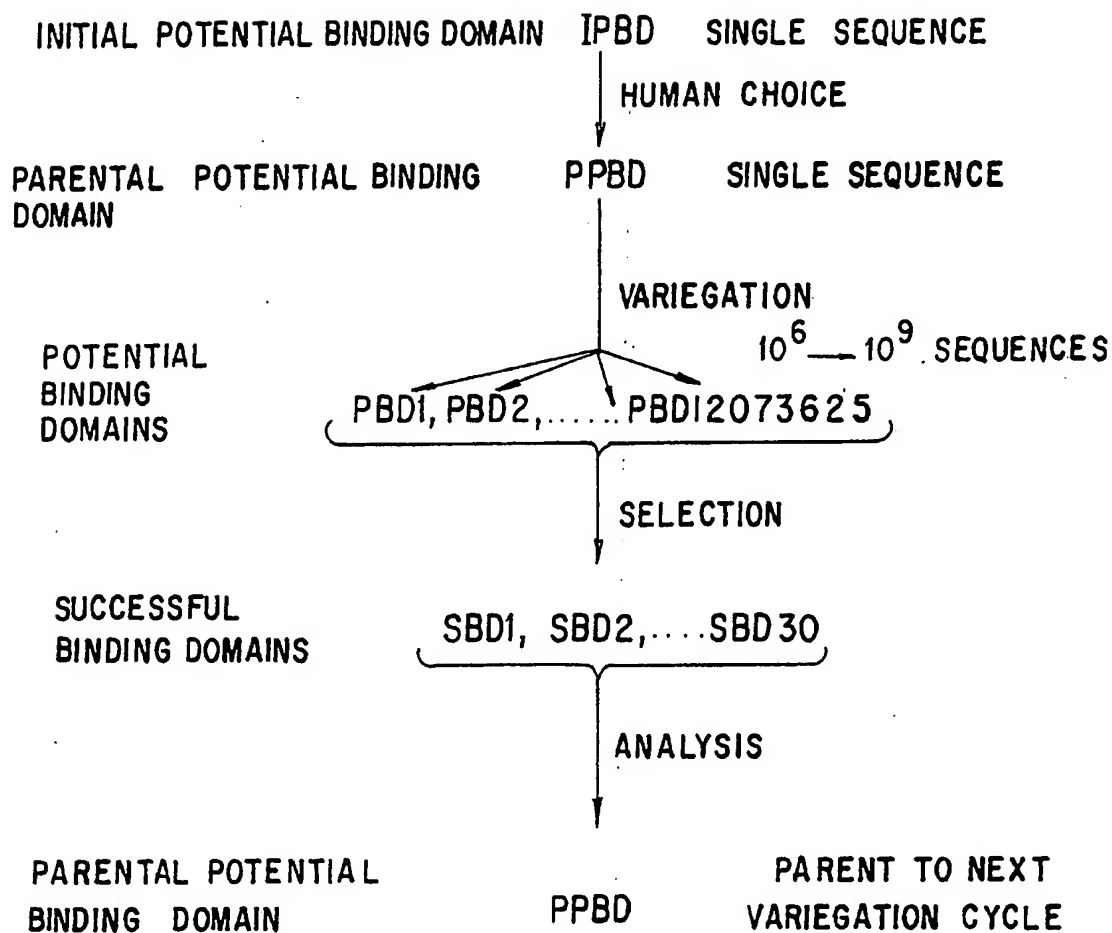 INITIAL POTENTIAL BINDING DOMAIN IPBD SINGLE SEQUENCE
HUMAN CHOICE
PARENTAL POTENTIAL BINDING DOMAIN PPBD SINGLE SEQUENCE
VARIEGATION
10^6 — 10^9 SEQUENCES
POTENTIAL
BINDING
DOMAINS
PBD1, PBD2,...... PBD12073625
SELECTION
SUCCESSFUL
BINDING DOMAINS
SBD1, SBD2,....SBD30
ANALYSIS
PARENTAL POTENTIAL
BINDING DOMAIN
PPBD
PARENT TO NEXT
VARIEGATION CYCLE